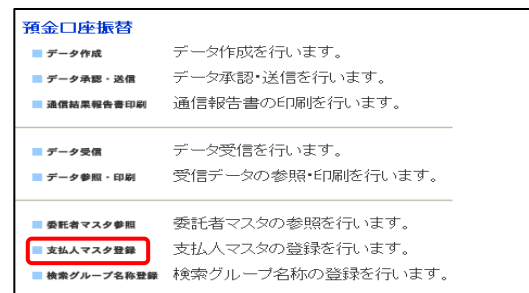 預金口座振替
データ作成 データ作成を行います。
データ承認・送信 データ承認・送信を行います。
通信結果報告書印刷 通信報告書の印刷を行います。
データ受信 データ受信を行います。
データ参照・印刷 受信データの参照・印刷を行います。
委託者マスタ参照 委託者マスタの参照を行います。
支払人マスタ登録 支払人マスタの登録を行います。
検索グループ名称登録 検索グループ名称の登録を行います。